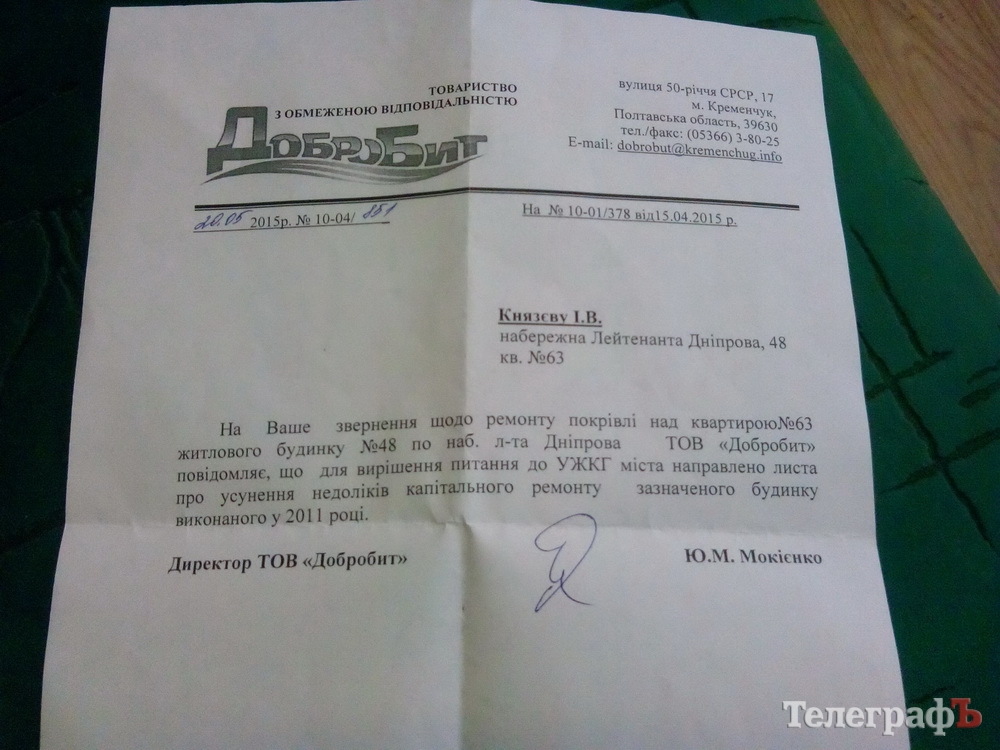 ТОВАРИСТВО
З ОБМЕЖЕНОЮ ВІДПОВІДАЛЬНІСТЮ
ДОБРОБИТ
вулиця 50-річчя СРСР, 17
м. Кременчук,
Полтавська область, 39630
тел./факс: (05366) 3-80-25
E-mail: dobrobut@kremenchug.info
20.05 2015р. № 10-04/ 851
На № 10-01/378 від15.04.2015 р.
Князєву І.В.
набережна Лейтенанта Дніпрова, 48
кв. №63
На Ваше звернення щодо ремонту покрівлі над квартирою№63
житлового будинку №48 по наб. л-та Дніпрова ТОВ «Добробит»
повідомляє, що для вирішення питання до УЖКГ міста направлено листа
про усунення недоліків капітального ремонту зазначеного будинку
виконаного у 2011 році.
Директор ТОВ «Добробит» Ю.М. Мокієнко
ТелеграфЪ